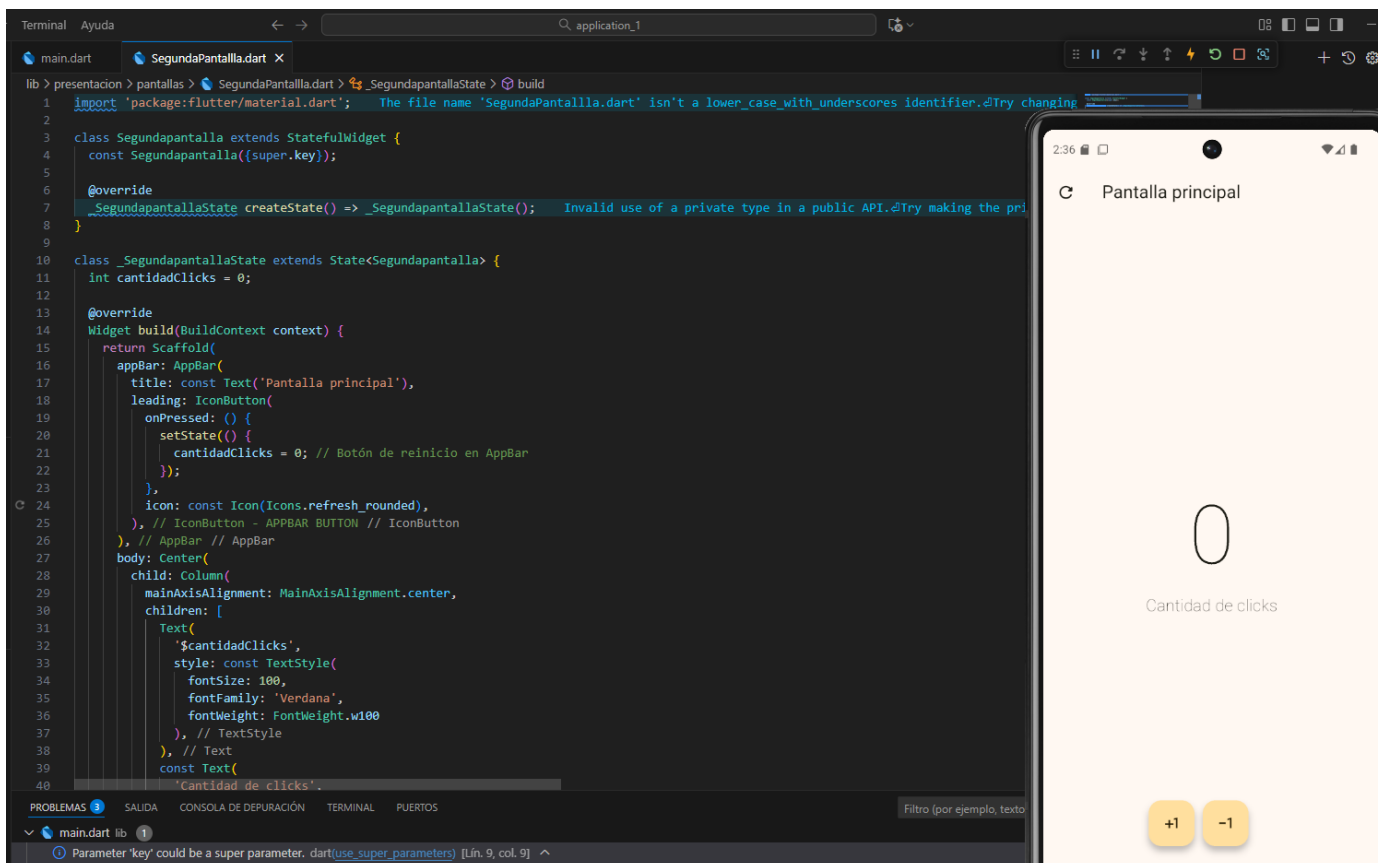 Terminal Ayuda
application_1
main.dart
SegundaPantallla.dart
lib > presentacion > pantallas > SegundaPantallla.dart > _SegundapantallaState > build
1 import 'package:flutter/material.dart'; The file name 'SegundaPantallla.dart' isn't a lower_case_with_underscores identifier.⏎Try changing
2
3 class Segundapantalla extends StatefulWidget {
4 const Segundapantalla({super.key});
5
6 @override
7 _SegundapantallaState createState() => _SegundapantallaState(); Invalid use of a private type in a public API.⏎Try making the pri
8 }
9
10 class _SegundapantallaState extends State<Segundapantalla> {
11 int cantidadClicks = 0;
12
13 @override
14 Widget build(BuildContext context) {
15 return Scaffold(
16 appBar: AppBar(
17 title: const Text('Pantalla principal'),
18 leading: IconButton(
19 onPressed: () {
20 setState(() {
21 cantidadClicks = 0; // Botón de reinicio en AppBar
22 });
23 },
24 icon: const Icon(Icons.refresh_rounded),
25 ), // IconButton - APPBAR BUTTON // IconButton
26 ), // AppBar // AppBar
27 body: Center(
28 child: Column(
29 mainAxisAlignment: MainAxisAlignment.center,
30 children: [
31 Text(
32 '$cantidadClicks',
33 style: const TextStyle(
34 fontSize: 100,
35 fontFamily: 'Verdana',
36 fontWeight: FontWeight.w100
37 ), // TextStyle
38 ), // Text
39 const Text(
40 'Cantidad de clicks',
PROBLEMAS 3 SALIDA CONSOLA DE DEPURACIÓN TERMINAL PUERTOS
Filtro (por ejemplo, texto
main.dart lib 1
Parameter 'key' could be a super parameter. dart(use_super_parameters) [Lín. 9, col. 9]
2:36
Pantalla principal
0
Cantidad de clicks
+1 -1